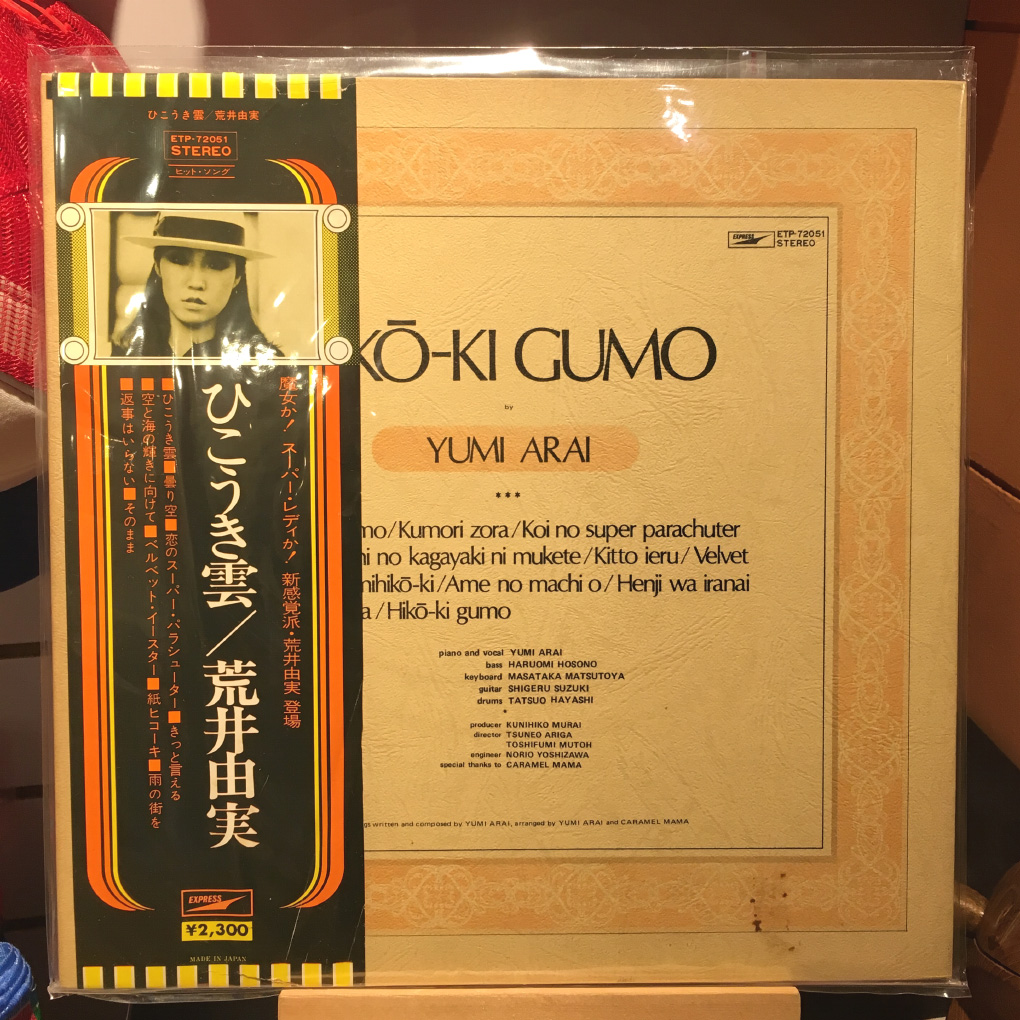 ひこうき雲/荒井由実
ETP-72051
STEREO
ヒット・ソング
魔女か!スーパー・レディか!新感覚派・荒井由実 登場
ひこうき雲/荒井由実
■ひこうき雲■曇り空■恋のスーパー・パラシューター■きっと言える
■空と海の輝きに向けて■ベルベット・イースター■紙ヒコーキ■雨の街を
■返事はいらない■そのまま
EXPRESS
¥2,300
MADE IN JAPAN
EXPRESS
ETP-72051
STEREO
KŌ-KI GUMO
by
YUMI ARAI
***
mo/Kumori zora/Koi no super parachuter
ni no kagayaki ni mukete/Kitto ieru/Velvet
mihikō-ki/Ame no machi o/Henji wa iranai
a/Hikō-ki gumo
piano and vocal YUMI ARAI
bass HARUOMI HOSONO
keyboard MASATAKA MATSUTOYA
guitar SHIGERU SUZUKI
drums TATSUO HAYASHI
*
producer KUNIHIKO MURAI
director TSUNEO ARIGA
TOSHIFUMI MUTOH
engineer NORIO YOSHIZAWA
special thanks to CARAMEL MAMA
gs written and composed by YUMI ARAI, arranged by YUMI ARAI and CARAMEL MAMA